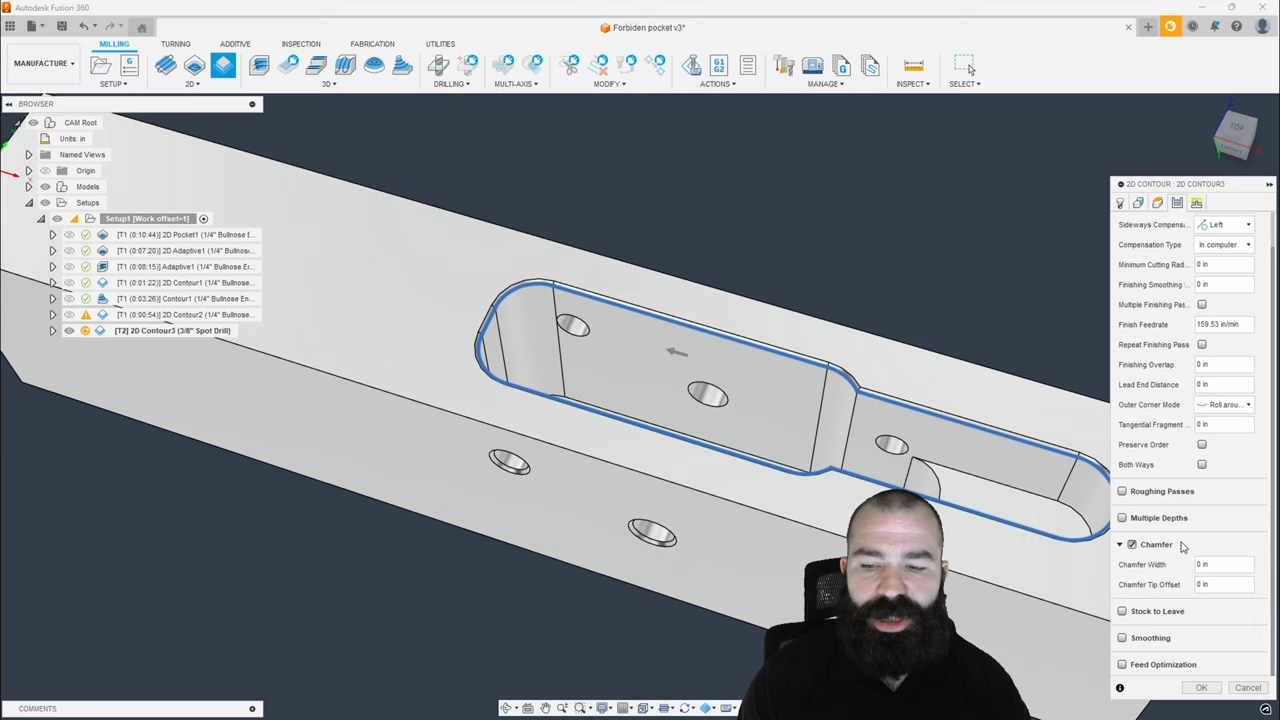 Autodesk Fusion 360
Forbiden pocket v3*
MANUFACTURE
MILLING
TURNING
ADDITIVE
INSPECTION
FABRICATION
UTILITIES
SETUP
2D
3D
DRILLING
MULTI-AXIS
MODIFY
ACTIONS
MANAGE
INSPECT
SELECT
G1
G2
BROWSER
CAM Root
Units: in
Named Views
Origin
Models
Setups
Setup1 [Work offset=1]
[T1 (0:10:44)] 2D Pocket1 (1/4" Bullnose E...
[T1 (0:07:20)] 2D Adaptive1 (1/4" Bullnos...
[T1 (0:08:15)] Adaptive1 (1/4" Bullnose En...
[T1 (0:01:22)] 2D Contour1 (1/4" Bullnose...
[T1 (0:03:26)] Contour1 (1/4" Bullnose En...
[T1 (0:00:54)] 2D Contour2 (1/4" Bullnose...
[T2] 2D Contour3 (3/8" Spot Drill)
TOP
2D CONTOUR : 2D CONTOUR3
Sideways Compensa... Left
Compensation Type In computer
Minimum Cutting Rad... 0 in
Finishing Smoothing 0 in
Multiple Finishing Pas...
Finish Feedrate 159.53 in/min
Repeat Finishing Pass
Finishing Overlap 0 in
Lead End Distance 0 in
Outer Corner Mode Roll arou...
Tangential Fragment ... 0 in
Preserve Order
Both Ways
Roughing Passes
Multiple Depths
Chamfer
Chamfer Width 0 in
Chamfer Tip Offset 0 in
Stock to Leave
Smoothing
Feed Optimization
OK Cancel
COMMENTS